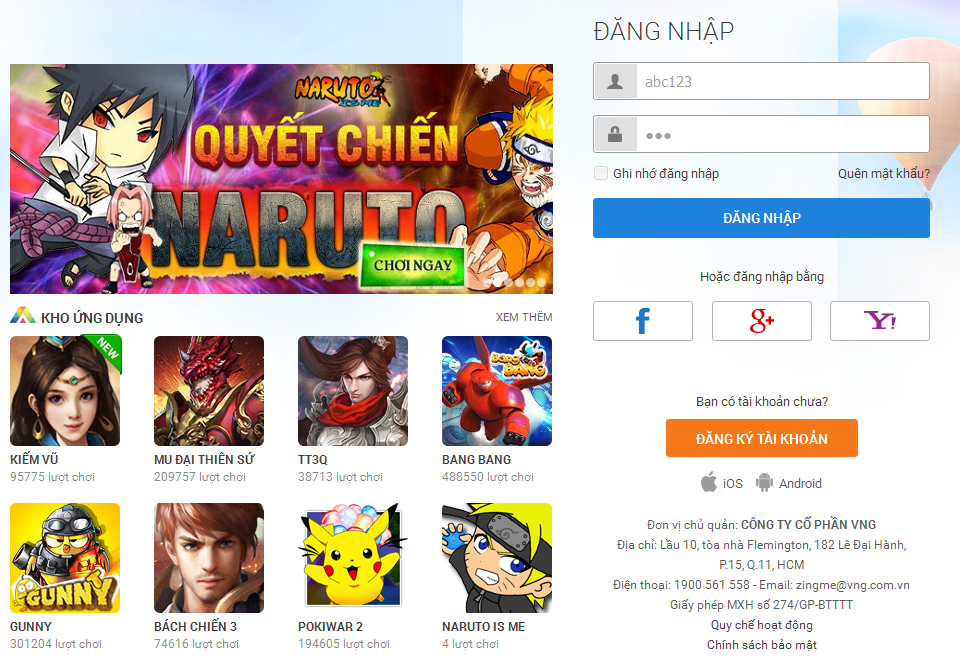 ĐĂNG NHẬP
abc123
•••
Ghi nhớ đăng nhập
Quên mật khẩu?
ĐĂNG NHẬP
Hoặc đăng nhập bằng
f
g+
Y!
Bạn có tài khoản chưa?
ĐĂNG KÝ TÀI KHOẢN
iOS
Android
Đơn vị chủ quản: CÔNG TY CỔ PHẦN VNG
Địa chỉ: Lầu 10, tòa nhà Flemington, 182 Lê Đại Hành,
P.15, Q.11, HCM
Điện thoại: 1900 561 558 - Email: zingme@vng.com.vn
Giấy phép MXH số 274/GP-BTTTT
Quy chế hoạt động
Chính sách bảo mật
NARUTO
IS ME
QUYẾT CHIẾN
NARUTO
CHƠI NGAY
KHO ỨNG DỤNG
XEM THÊM
NEW
BANG BANG
KIẾM VŨ
MU ĐẠI THIÊN SỨ
TT3Q
BANG BANG
95775 lượt chơi
209757 lượt chơi
38713 lượt chơi
488550 lượt chơi
GUNNY
GUNNY
BÁCH CHIẾN 3
POKIWAR 2
NARUTO IS ME
301204 lượt chơi
74616 lượt chơi
194605 lượt chơi
4 lượt chơi